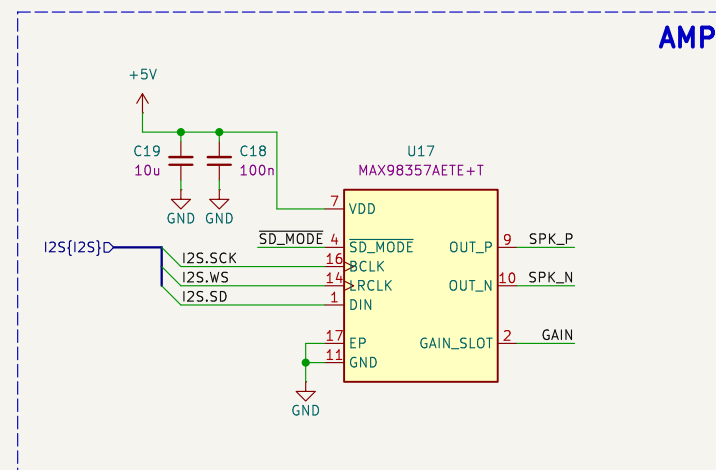 AMP
+5V
C19
10u
C18
100n
GND
GND
U17
MAX98357AETE+T
7
VDD
SD_MODE
4
SD_MODE
I2S{I2S}
I2S.SCK
16
BCLK
I2S.WS
14
LRCLK
I2S.SD
1
DIN
17
EP
11
GND
GND
OUT_P
9
SPK_P
OUT_N
10
SPK_N
GAIN_SLOT
2
GAIN